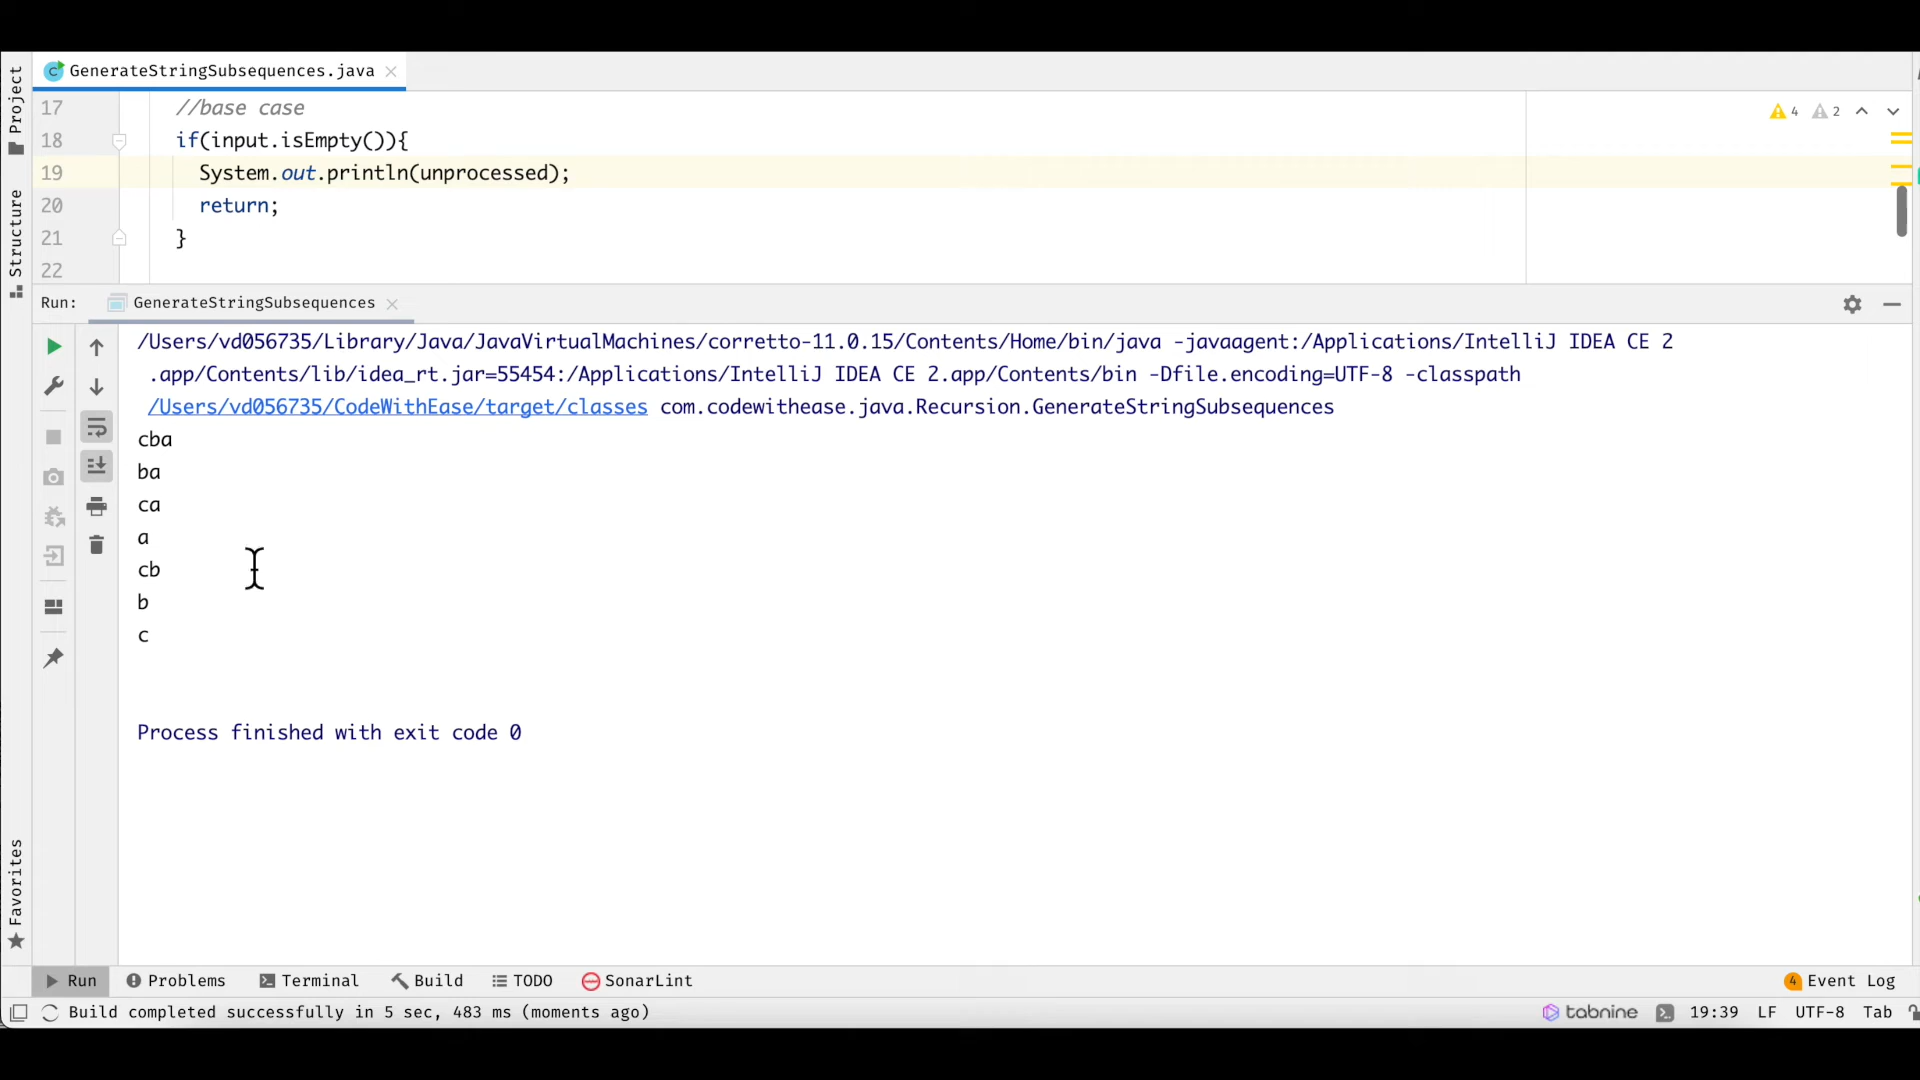 Project
Structure
Favorites
GenerateStringSubsequences.java
17 //base case
18 if(input.isEmpty()){
19 System.out.println(unprocessed);
20 return;
21 }
22
4 2
Run: GenerateStringSubsequences
/Users/vd056735/Library/Java/JavaVirtualMachines/corretto-11.0.15/Contents/Home/bin/java -javaagent:/Applications/IntelliJ IDEA CE 2
.app/Contents/lib/idea_rt.jar=55454:/Applications/IntelliJ IDEA CE 2.app/Contents/bin -Dfile.encoding=UTF-8 -classpath
/Users/vd056735/CodeWithEase/target/classes com.codewithease.java.Recursion.GenerateStringSubsequences
cba
ba
ca
a
cb
b
c
Process finished with exit code 0
Run Problems Terminal Build TODO SonarLint 4 Event Log
Build completed successfully in 5 sec, 483 ms (moments ago) tabnine 19:39 LF UTF-8 Tab